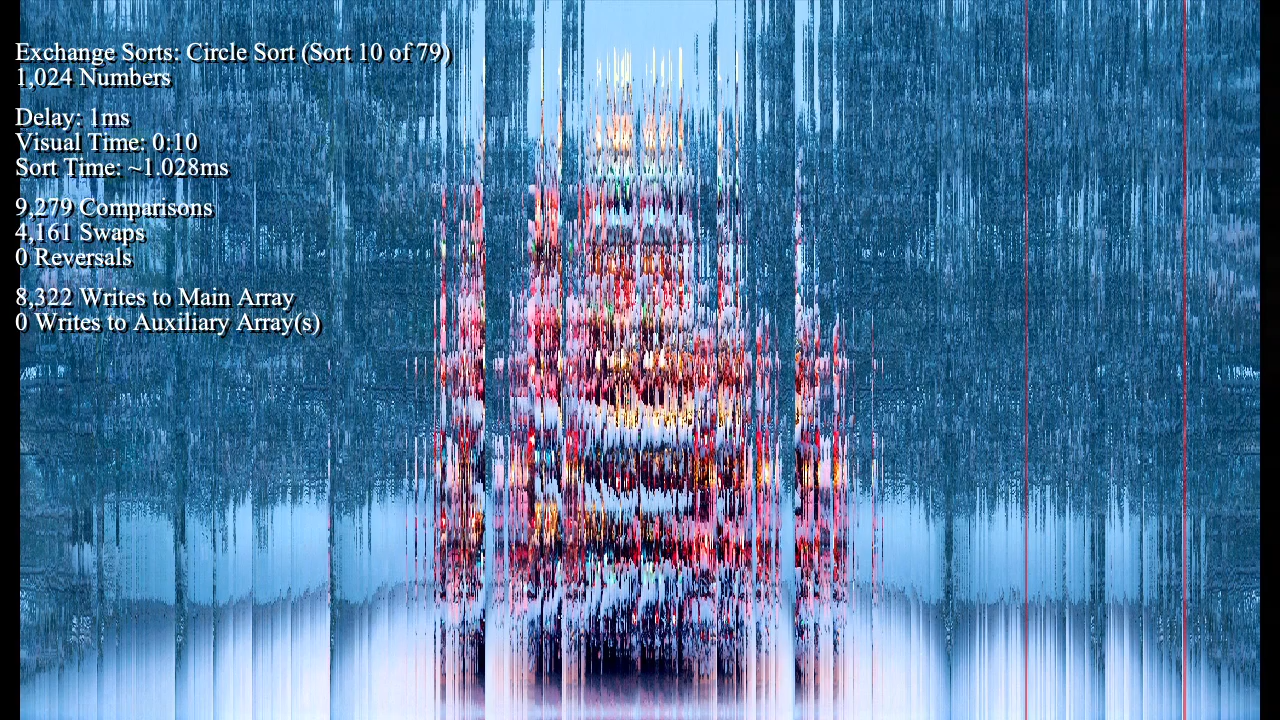 Exchange Sorts: Circle Sort (Sort 10 of 79)
1,024 Numbers
Delay: 1ms
Visual Time: 0:10
Sort Time: ~1.028ms
9,279 Comparisons
4,161 Swaps
0 Reversals
8,322 Writes to Main Array
0 Writes to Auxiliary Array(s)